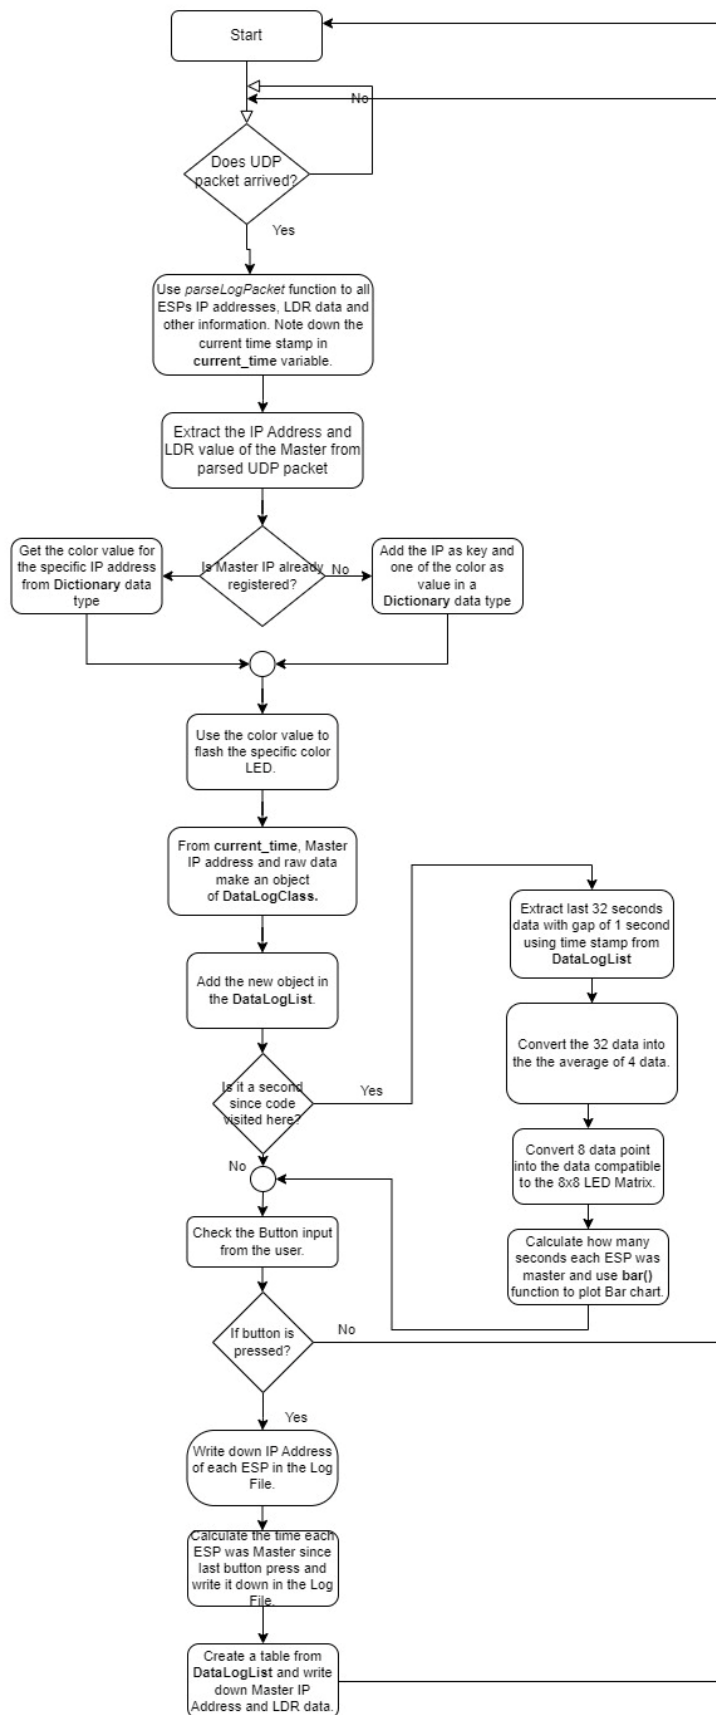 Start
No
Does UDP
packet arrived?
Yes
Use parseLogPacket function to all
ESPs IP addresses, LDR data and
other information. Note down the
current time stamp in
current_time variable.
Extract the IP Address and
LDR value of the Master from
parsed UDP packet
Get the color value for
the specific IP address
from Dictionary data
type
Is Master IP already
registered?
No
Add the IP as key and
one of the color as
value in a
Dictionary data type
Use the color value to
flash the specific color
LED.
From current_time, Master
IP address and raw data
make an object
of DataLogClass.
Add the new object in
the DataLogList.
Is it a second
since code
visited here?
Yes
No
Extract last 32 seconds
data with gap of 1 second
using time stamp from
DataLogList
Convert the 32 data into
the the average of 4 data.
Convert 8 data point
into the data compatible
to the 8x8 LED Matrix.
Calculate how many
seconds each ESP was
master and use bar()
function to plot Bar chart.
Check the Button input
from the user.
If button is
pressed?
No
Yes
Write down IP Address
of each ESP in the Log
File.
Calculate the time each
ESP was Master since
last button press and
write it down in the Log
File.
Create a table from
DataLogList and write
down Master IP
Address and LDR data.